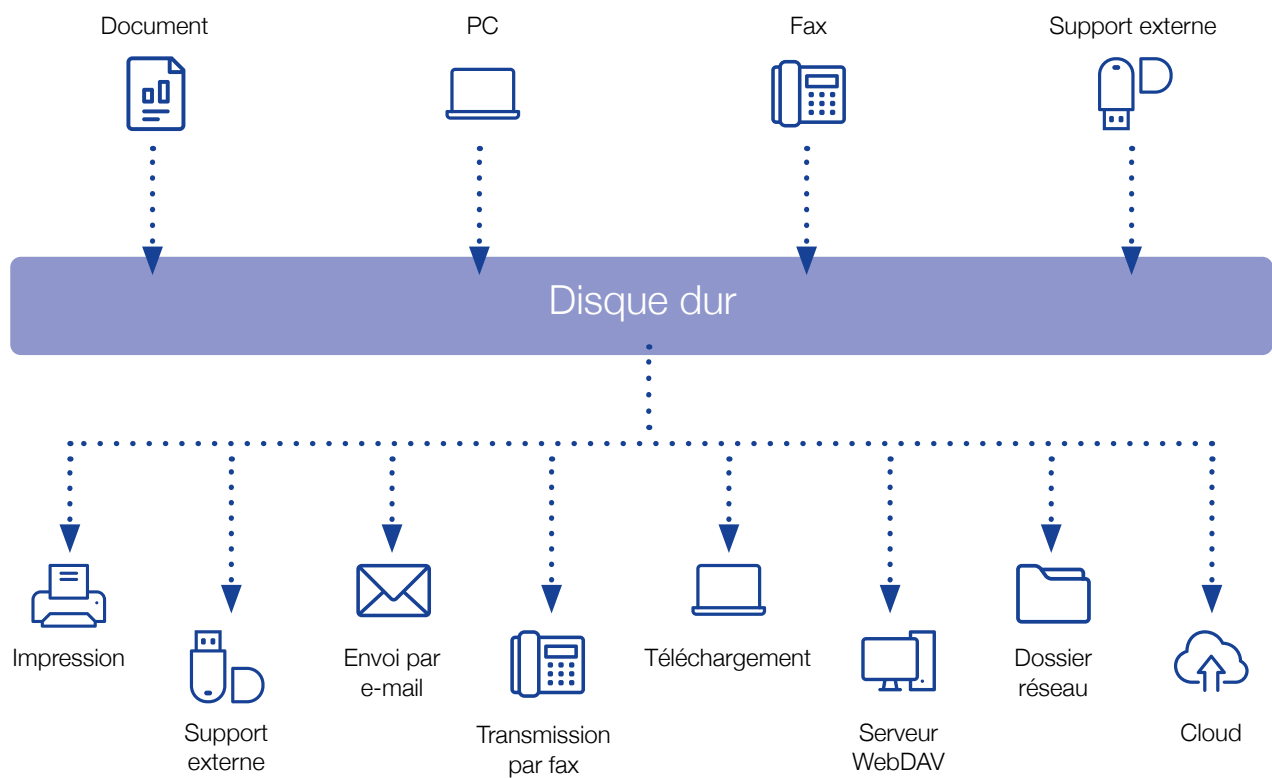 Document
PC
Fax
Support externe
Disque dur
Impression
Support
externe
Envoi par
e-mail
Transmission
par fax
Téléchargement
Serveur
WebDAV
Dossier
réseau
Cloud